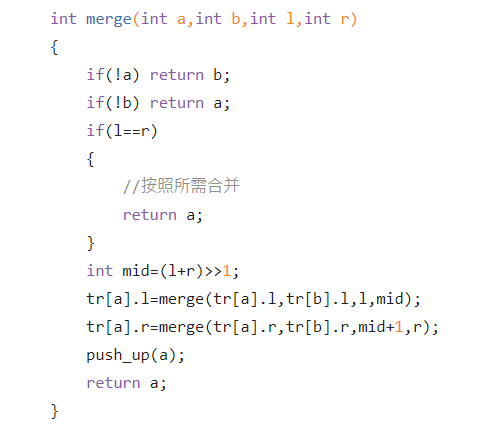 int merge(int a,int b,int l,int r)
{
    if(!a) return b;
    if(!b) return a;
    if(l==r)
    {
        //按照所需合并
        return a;
    }
    int mid=(l+r)>>1;
    tr[a].l=merge(tr[a].l,tr[b].l,l,mid);
    tr[a].r=merge(tr[a].r,tr[b].r,mid+1,r);
    push_up(a);
    return a;
}